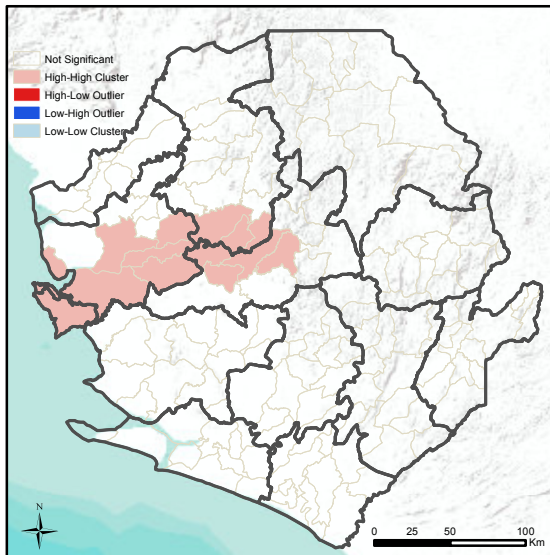 Not Significant
High-High Cluster
High-Low Outlier
Low-High Outlier
Low-Low Cluster
N
0 25 50 100
Km